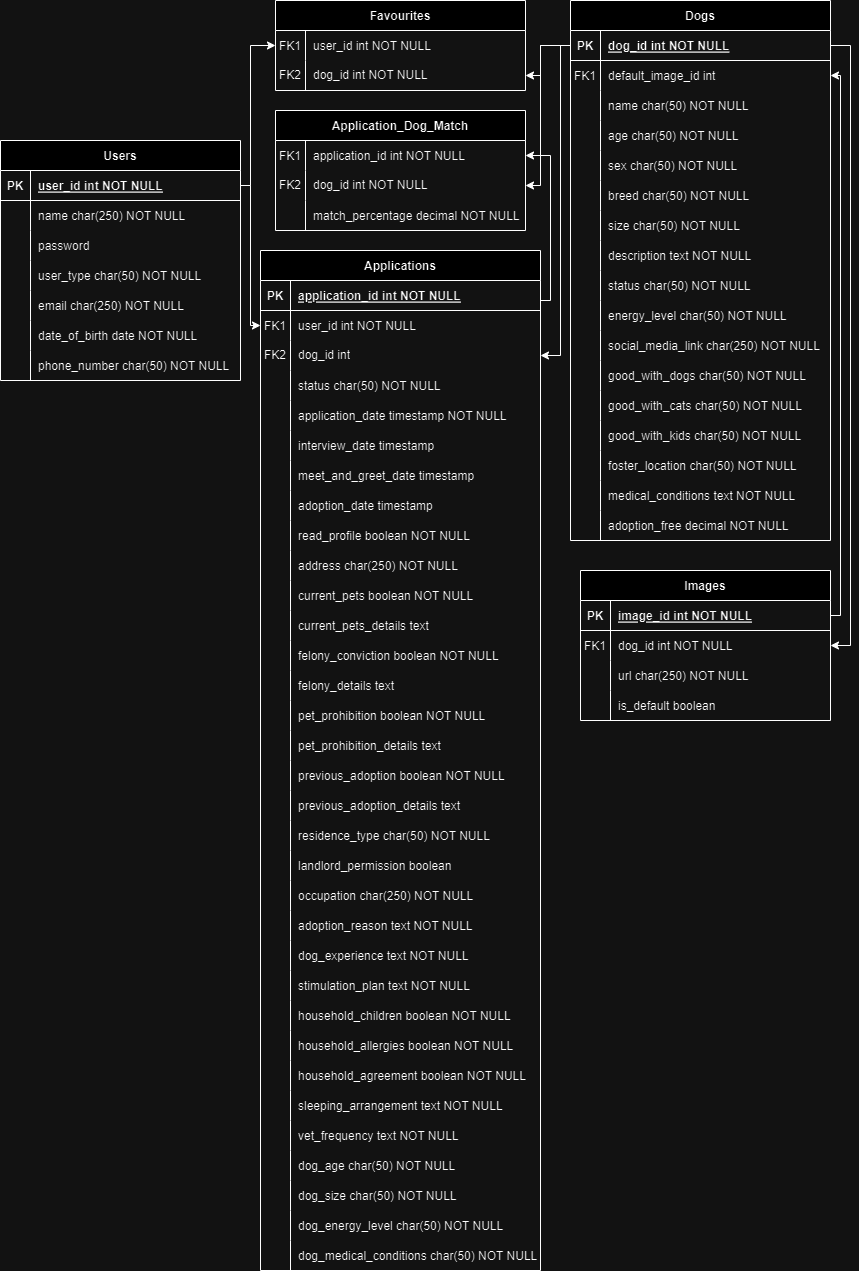 Favourites
FK1 user_id int NOT NULL
FK2 dog_id int NOT NULL
Application_Dog_Match
FK1 application_id int NOT NULL
FK2 dog_id int NOT NULL
match_percentage decimal NOT NULL
Users
PK user_id int NOT NULL
name char(250) NOT NULL
password
user_type char(50) NOT NULL
email char(250) NOT NULL
date_of_birth date NOT NULL
phone_number char(50) NOT NULL
Applications
PK application_id int NOT NULL
FK1 user_id int NOT NULL
FK2 dog_id int
status char(50) NOT NULL
application_date timestamp NOT NULL
interview_date timestamp
meet_and_greet_date timestamp
adoption_date timestamp
read_profile boolean NOT NULL
address char(250) NOT NULL
current_pets boolean NOT NULL
current_pets_details text
felony_conviction boolean NOT NULL
felony_details text
pet_prohibition boolean NOT NULL
pet_prohibition_details text
previous_adoption boolean NOT NULL
previous_adoption_details text
residence_type char(50) NOT NULL
landlord_permission boolean
occupation char(250) NOT NULL
adoption_reason text NOT NULL
dog_experience text NOT NULL
stimulation_plan text NOT NULL
household_children boolean NOT NULL
household_allergies boolean NOT NULL
household_agreement boolean NOT NULL
sleeping_arrangement text NOT NULL
vet_frequency text NOT NULL
dog_age char(50) NOT NULL
dog_size char(50) NOT NULL
dog_energy_level char(50) NOT NULL
dog_medical_conditions char(50) NOT NULL
Dogs
PK dog_id int NOT NULL
FK1 default_image_id int
name char(50) NOT NULL
age char(50) NOT NULL
sex char(50) NOT NULL
breed char(50) NOT NULL
size char(50) NOT NULL
description text NOT NULL
status char(50) NOT NULL
energy_level char(50) NOT NULL
social_media_link char(250) NOT NULL
good_with_dogs char(50) NOT NULL
good_with_cats char(50) NOT NULL
good_with_kids char(50) NOT NULL
foster_location char(50) NOT NULL
medical_conditions text NOT NULL
adoption_free decimal NOT NULL
Images
PK image_id int NOT NULL
FK1 dog_id int NOT NULL
url char(250) NOT NULL
is_default boolean